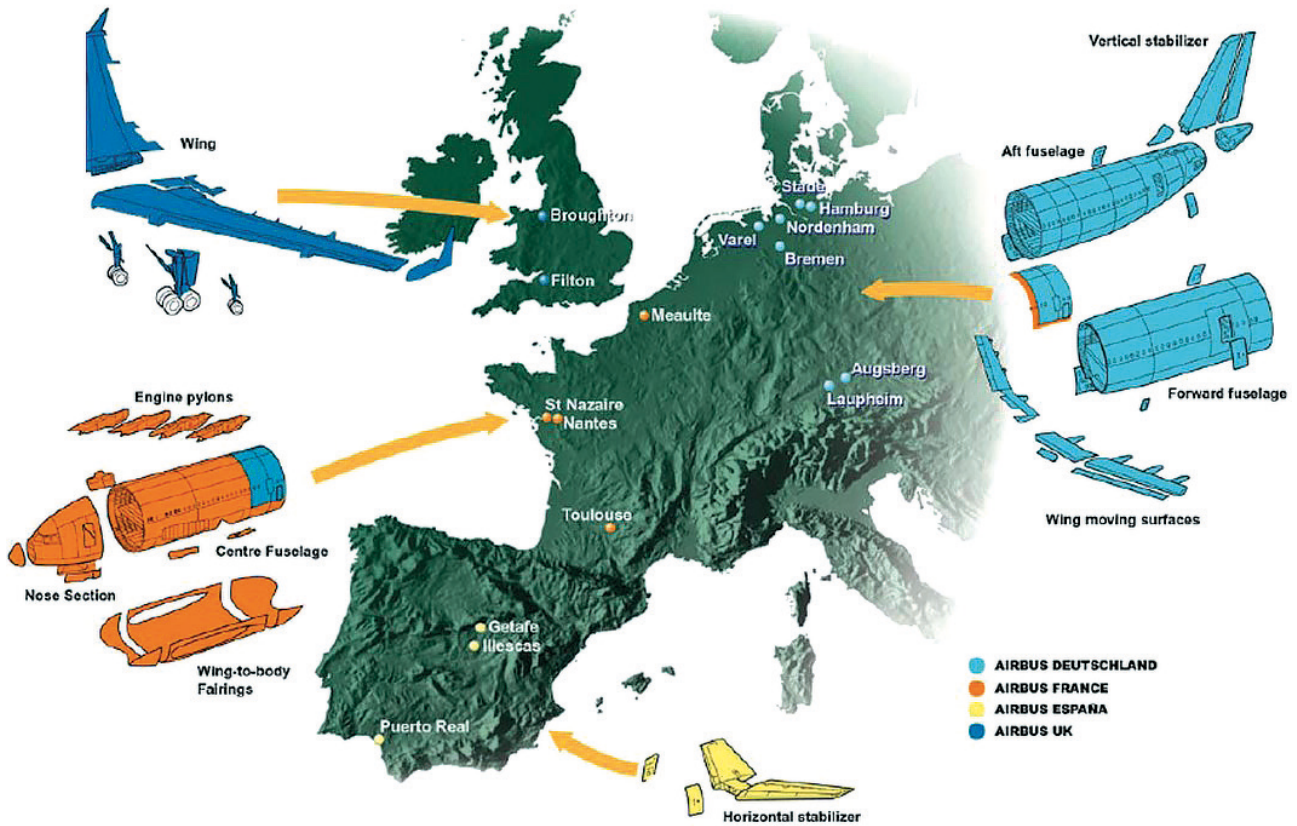 Vertical stabilizer
Wing
Aft fuselage
Stade
Hamburg
Broughton
Nordenham
Varel
Bremen
Filton
Meaulte
Augsberg
Laupheim
Forward fuselage
Engine pylons
St Nazaire
Nantes
Toulouse
Wing moving surfaces
Centre Fuselage
Nose Section
Getafe
Illescas
Wing-to-body
Fairings
AIRBUS DEUTSCHLAND
AIRBUS FRANCE
AIRBUS ESPAÑA
AIRBUS UK
Puerto Real
Horizontal stabilizer